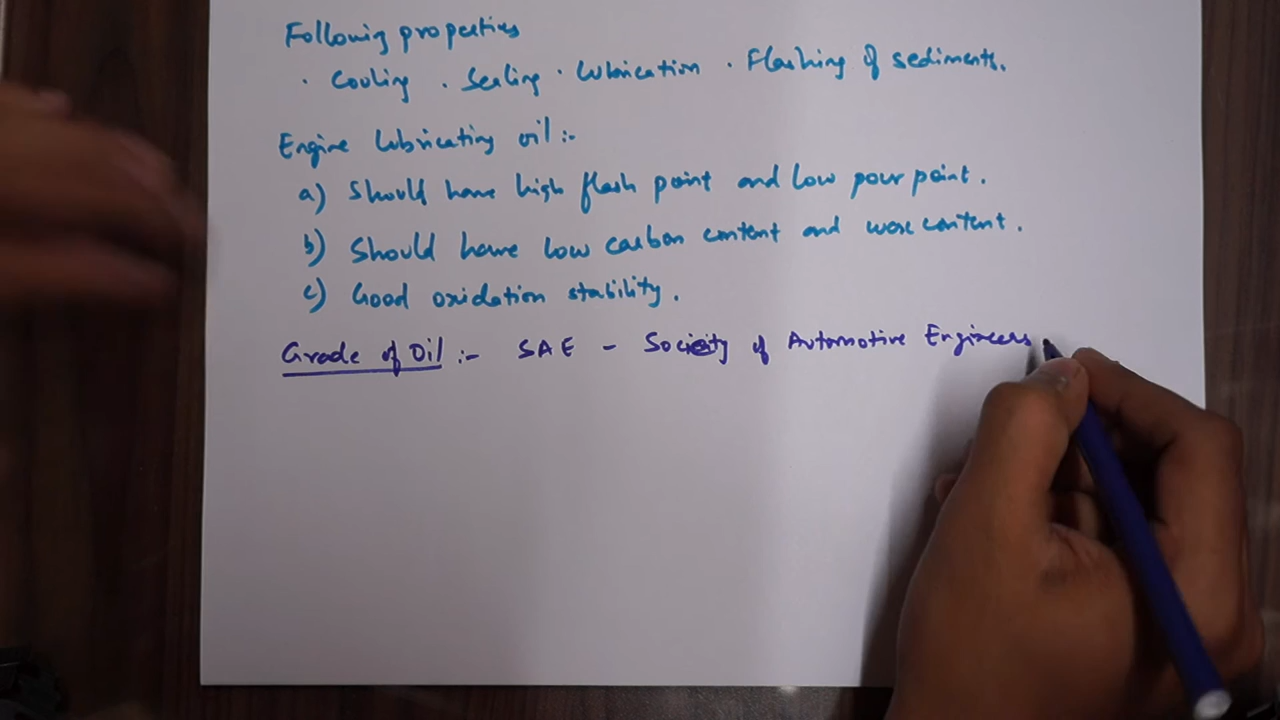 Following properties
· Cooling · Sealing · Lubrication · Flashing of sediments.
Engine lubricating oil :-
a) Should have high flash point and low pour point.
b) Should have low carbon content and wax content.
c) Good oxidation stability.
Grade of Oil :- SAE - Society of Automotive Engineers